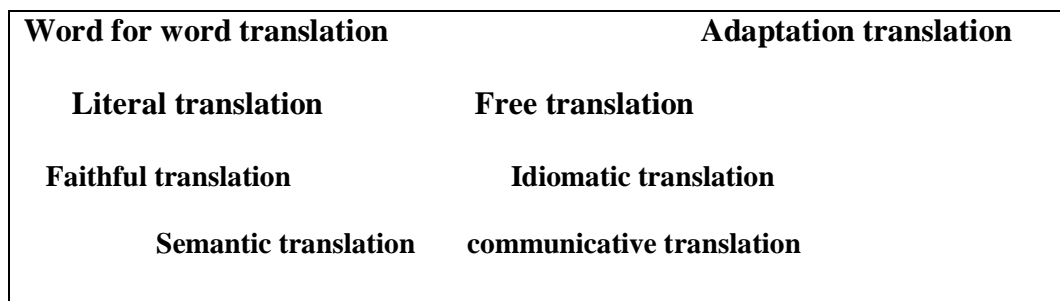 Word for word translation Adaptation translation
Literal translation Free translation
Faithful translation Idiomatic translation
Semantic translation communicative translation